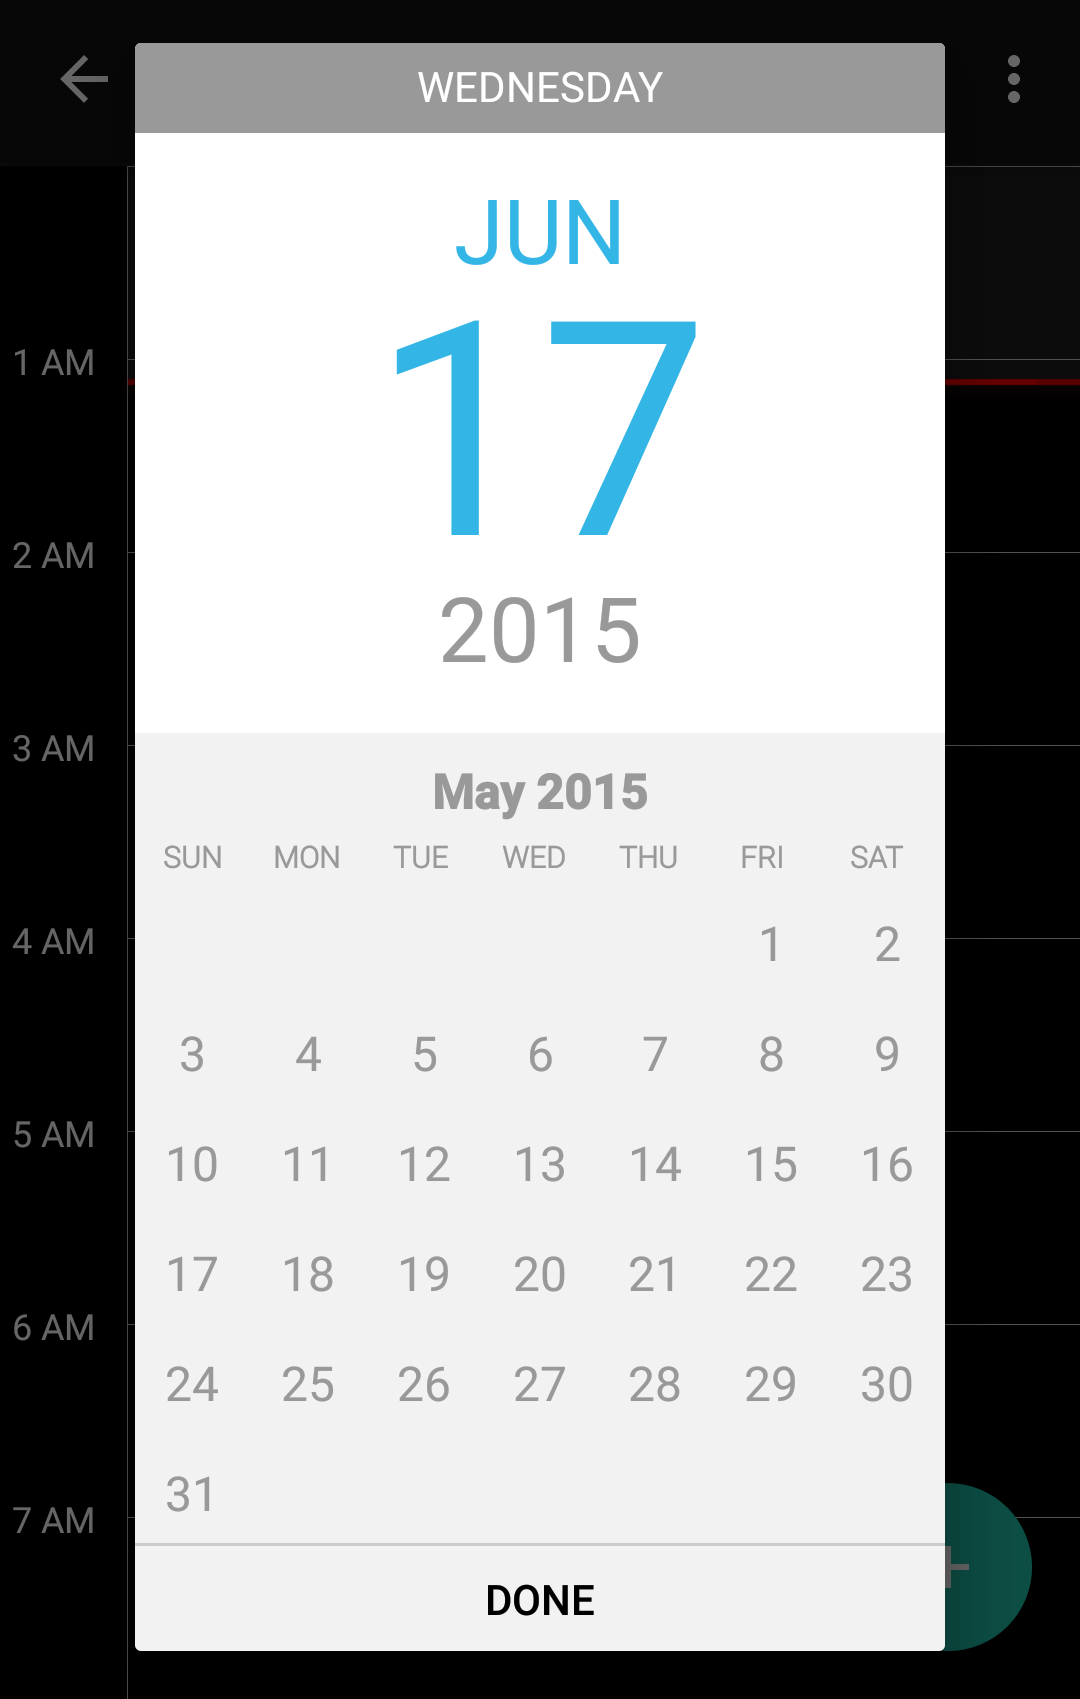 WEDNESDAY
JUN
17
2015
May 2015
SUN MON TUE WED THU FRI SAT
1 2
3 4 5 6 7 8 9
10 11 12 13 14 15 16
17 18 19 20 21 22 23
24 25 26 27 28 29 30
31
DONE
1 AM
2 AM
3 AM
4 AM
5 AM
6 AM
7 AM